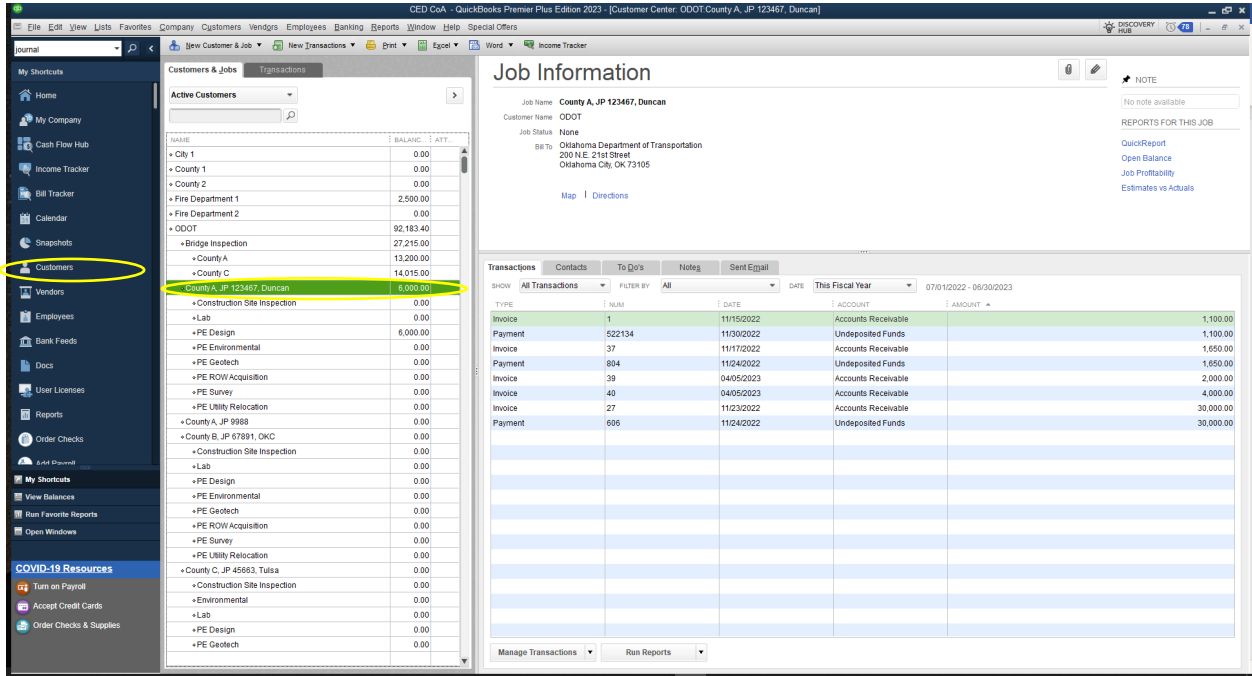 CED CoA - QuickBooks Premier Plus Edition 2023 - [Customer Center: ODOT:County A, JP 123467, Duncan]
File Edit View Lists Favorites Company Customers Vendors Employees Banking Reports Window Help Special Offers
DISCOVERY HUB 78
journal
New Customer & Job New Transactions Print Excel Word Income Tracker
My Shortcuts
Home
My Company
Cash Flow Hub
Income Tracker
Bill Tracker
Calendar
Snapshots
Customers
Vendors
Employees
Bank Feeds
Docs
User Licenses
Reports
Order Checks
Add Payroll
My Shortcuts
View Balances
Run Favorite Reports
Open Windows
COVID-19 Resources
Turn on Payroll
Accept Credit Cards
Order Checks & Supplies
Customers & Jobs Transactions
Active Customers
NAME BALANC... ATT...
City 1 0.00
County 1 0.00
County 2 0.00
Fire Department 1 2,500.00
Fire Department 2 0.00
ODOT 92,183.40
Bridge Inspection 27,215.00
County A 13,200.00
County C 14,015.00
County A, JP 123467, Duncan 6,000.00
Construction Site Inspection 0.00
Lab 0.00
PE Design 6,000.00
PE Environmental 0.00
PE Geotech 0.00
PE ROW Acquisition 0.00
PE Survey 0.00
PE Utility Relocation 0.00
County A, JP 9988 0.00
County B, JP 67891, OKC 0.00
Construction Site Inspection 0.00
Lab 0.00
PE Design 0.00
PE Environmental 0.00
PE Geotech 0.00
PE ROW Acquisition 0.00
PE Survey 0.00
PE Utility Relocation 0.00
County C, JP 45663, Tulsa 0.00
Construction Site Inspection 0.00
Environmental 0.00
Lab 0.00
PE Design 0.00
PE Geotech 0.00
Job Information
Job Name County A, JP 123467, Duncan
Customer Name ODOT
Job Status None
Bill To Oklahoma Department of Transportation
200 N.E. 21st Street
Oklahoma City, OK 73105
Map | Directions
NOTE
No note available
REPORTS FOR THIS JOB
QuickReport
Open Balance
Job Profitability
Estimates vs Actuals
Transactions Contacts To Do's Notes Sent Email
SHOW All Transactions FILTER BY All DATE This Fiscal Year 07/01/2022 - 06/30/2023
TYPE NUM DATE ACCOUNT AMOUNT
Invoice 1 11/15/2022 Accounts Receivable 1,100.00
Payment 522134 11/30/2022 Undeposited Funds 1,100.00
Invoice 37 11/17/2022 Accounts Receivable 1,650.00
Payment 804 11/24/2022 Undeposited Funds 1,650.00
Invoice 39 04/05/2023 Accounts Receivable 2,000.00
Invoice 40 04/05/2023 Accounts Receivable 4,000.00
Invoice 27 11/23/2022 Accounts Receivable 30,000.00
Payment 606 11/24/2022 Undeposited Funds 30,000.00
Manage Transactions Run Reports